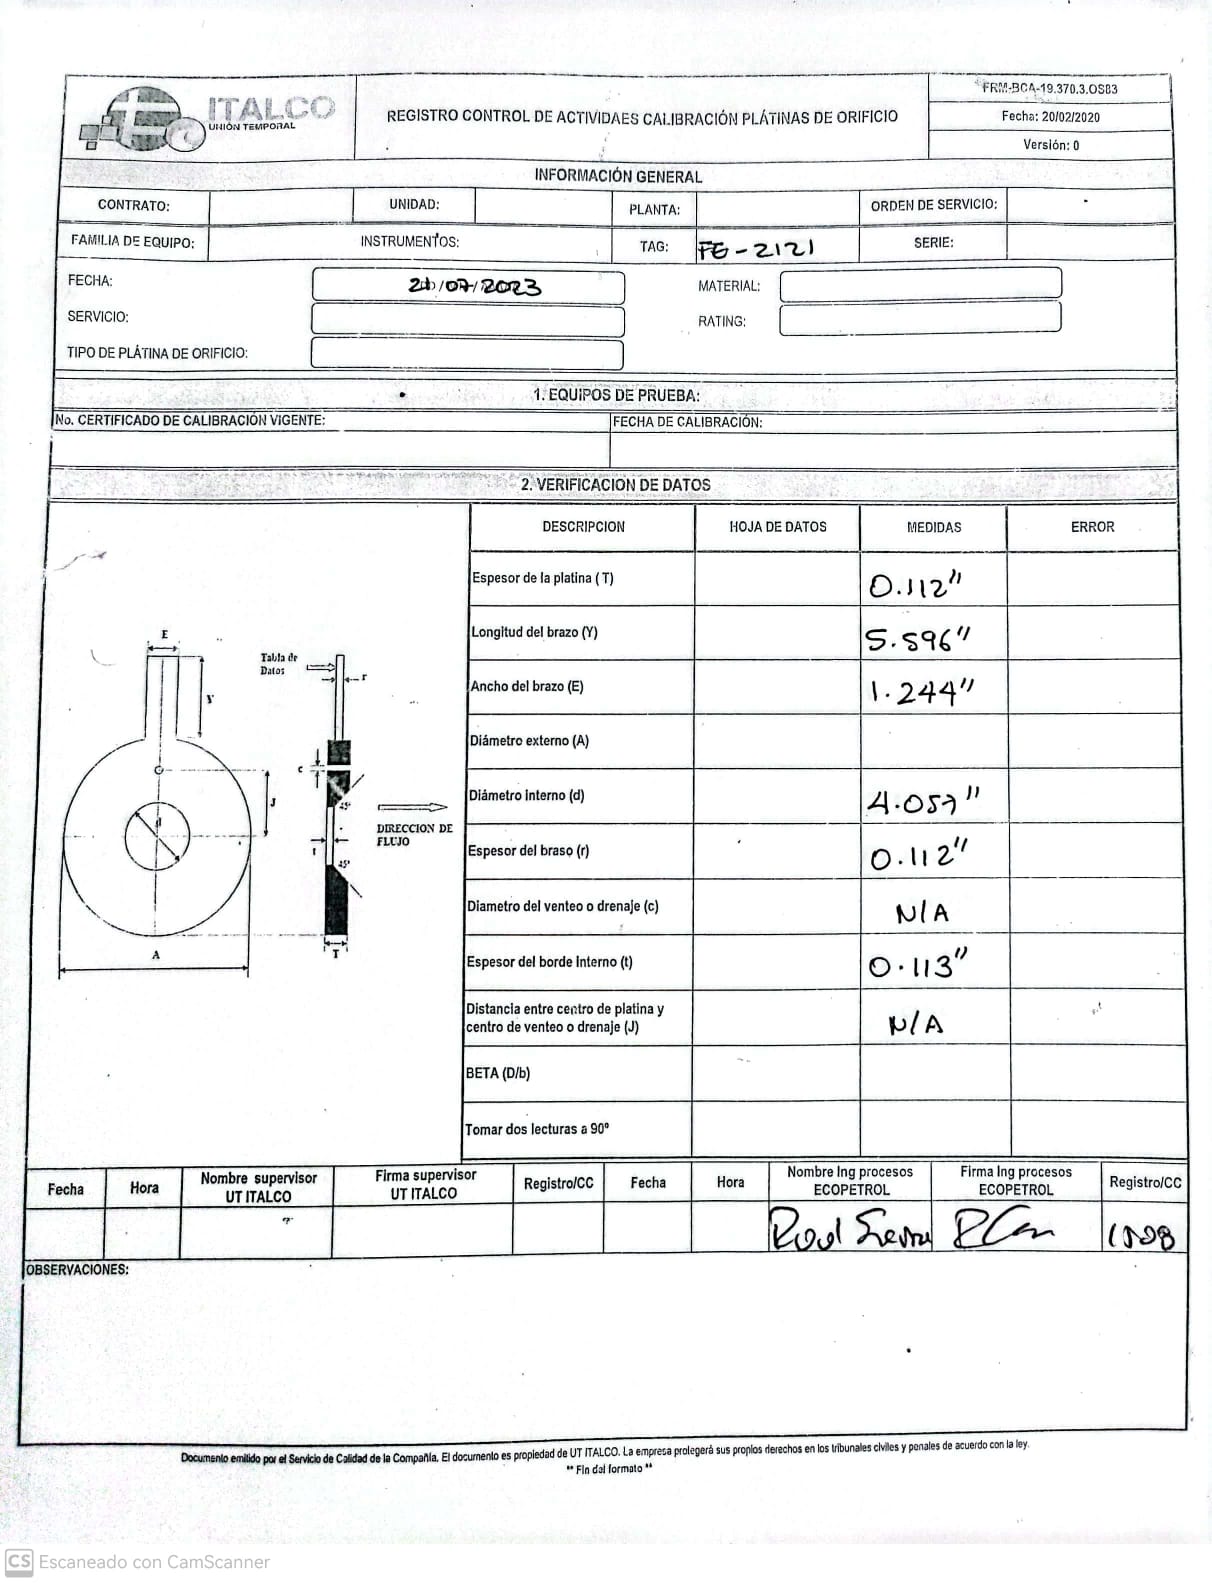 ITALCO
UNIÓN TEMPORAL
REGISTRO CONTROL DE ACTIVIDAES CALIBRACIÓN PLÁTINAS DE ORIFICIO
FRM-BCA-19.370.3.OS83
Fecha: 20/02/2020
Versión: 0
INFORMACIÓN GENERAL
CONTRATO: UNIDAD: PLANTA: ORDEN DE SERVICIO:
FAMILIA DE EQUIPO: INSTRUMENTOS: TAG: FE-2121 SERIE:
FECHA: /07/2023 MATERIAL:
SERVICIO: RATING:
TIPO DE PLÁTINA DE ORIFICIO:
1. EQUIPOS DE PRUEBA:
No. CERTIFICADO DE CALIBRACIÓN VIGENTE: FECHA DE CALIBRACIÓN:
2. VERIFICACION DE DATOS
DESCRIPCION HOJA DE DATOS MEDIDAS ERROR
Espesor de la platina ( T) 0.112"
Longitud del brazo (Y) 5.596"
Ancho del brazo (E) 1.244"
Diámetro externo (A)
Diámetro interno (d) 4.057"
Espesor del braso (r) 0.112"
Diametro del venteo o drenaje (c) N/A
Espesor del borde Interno (t) 0.113"
Distancia entre centro de platina y
centro de venteo o drenaje (J) N/A
BETA (D/b)
Tomar dos lecturas a 90º
E
Tabla de
Datos
r
Y
c
J
45º
d
DIRECCION DE
FLUJO
t
45º
A
T
Fecha Hora Nombre supervisor
UT ITALCO Firma supervisor
UT ITALCO Registro/CC Fecha Hora Nombre Ing procesos
ECOPETROL Firma Ing procesos
ECOPETROL Registro/CC
OBSERVACIONES:
Documento emitido por el Servicio de Calidad de la Compañía, El documento es propiedad de UT ITALCO. La empresa protegerá sus propios derechos en los tribunales civiles y penales de acuerdo con la ley.
** Fin del formato **
CS Escaneado con CamScanner